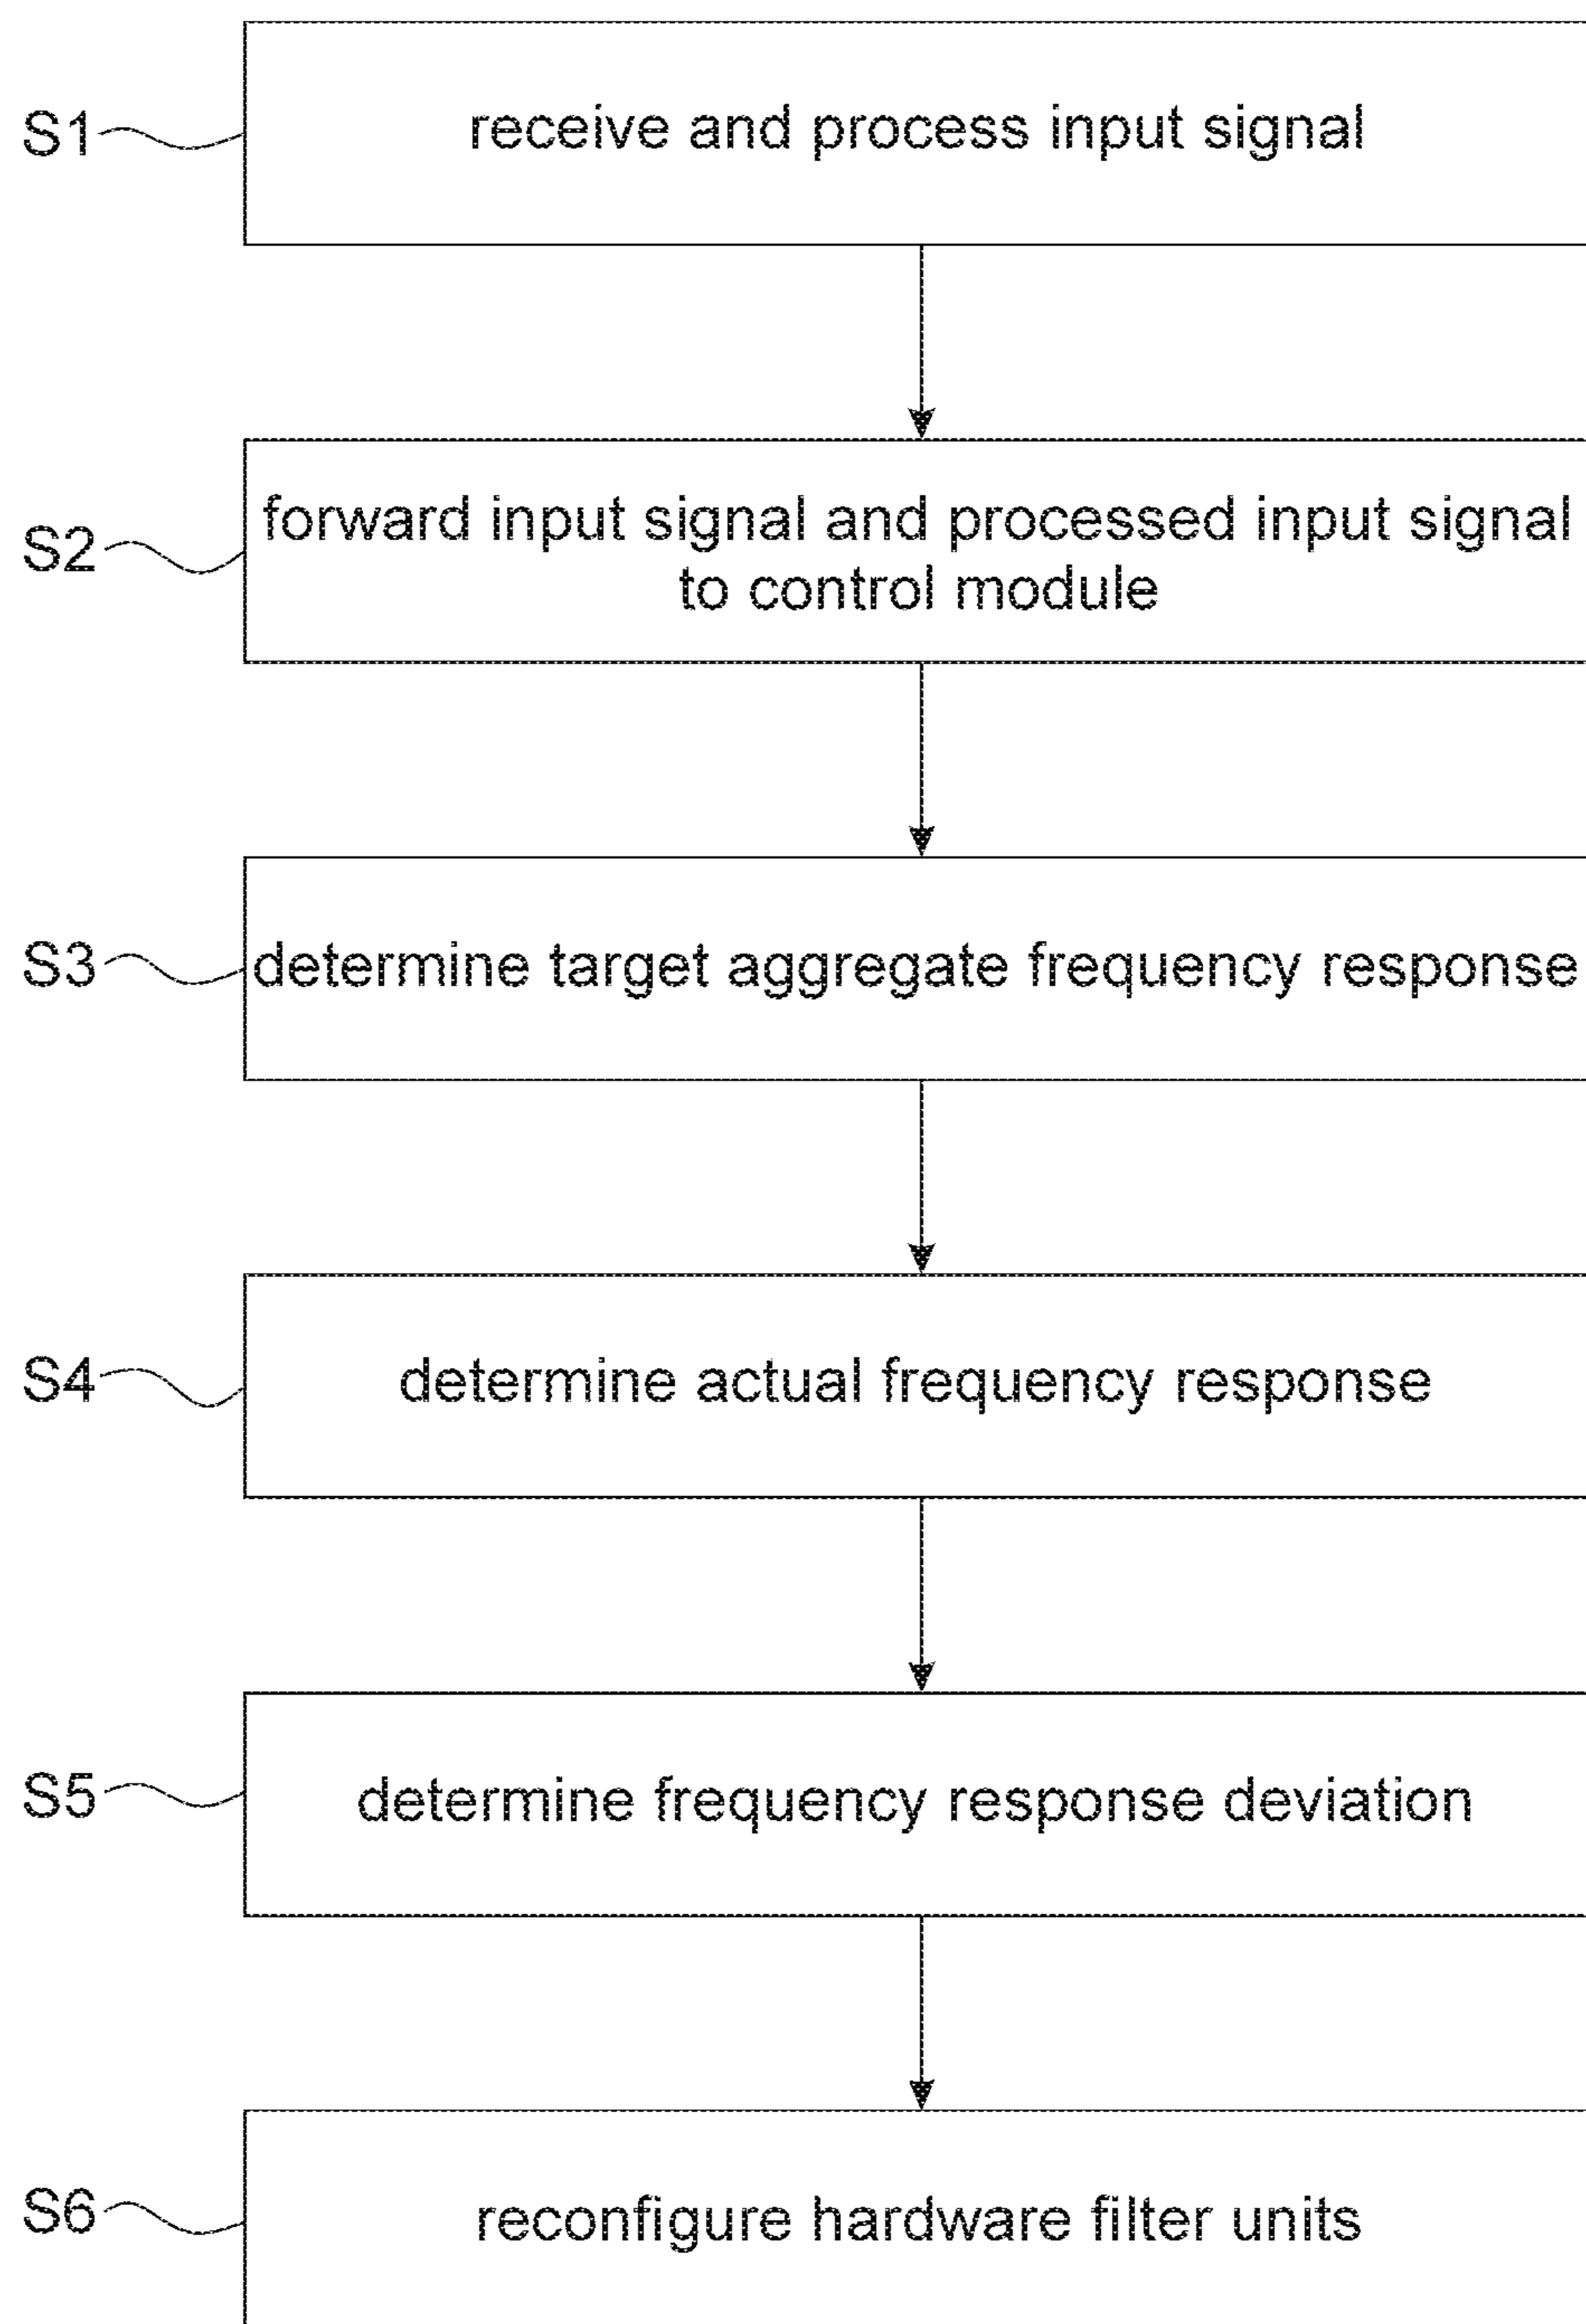 S1
receive and process input signal
S2
forward input signal and processed input signal
to control module
S3
determine target aggregate frequency response
S4
determine actual frequency response
S5
determine frequency response deviation
S6
reconfigure hardware filter units